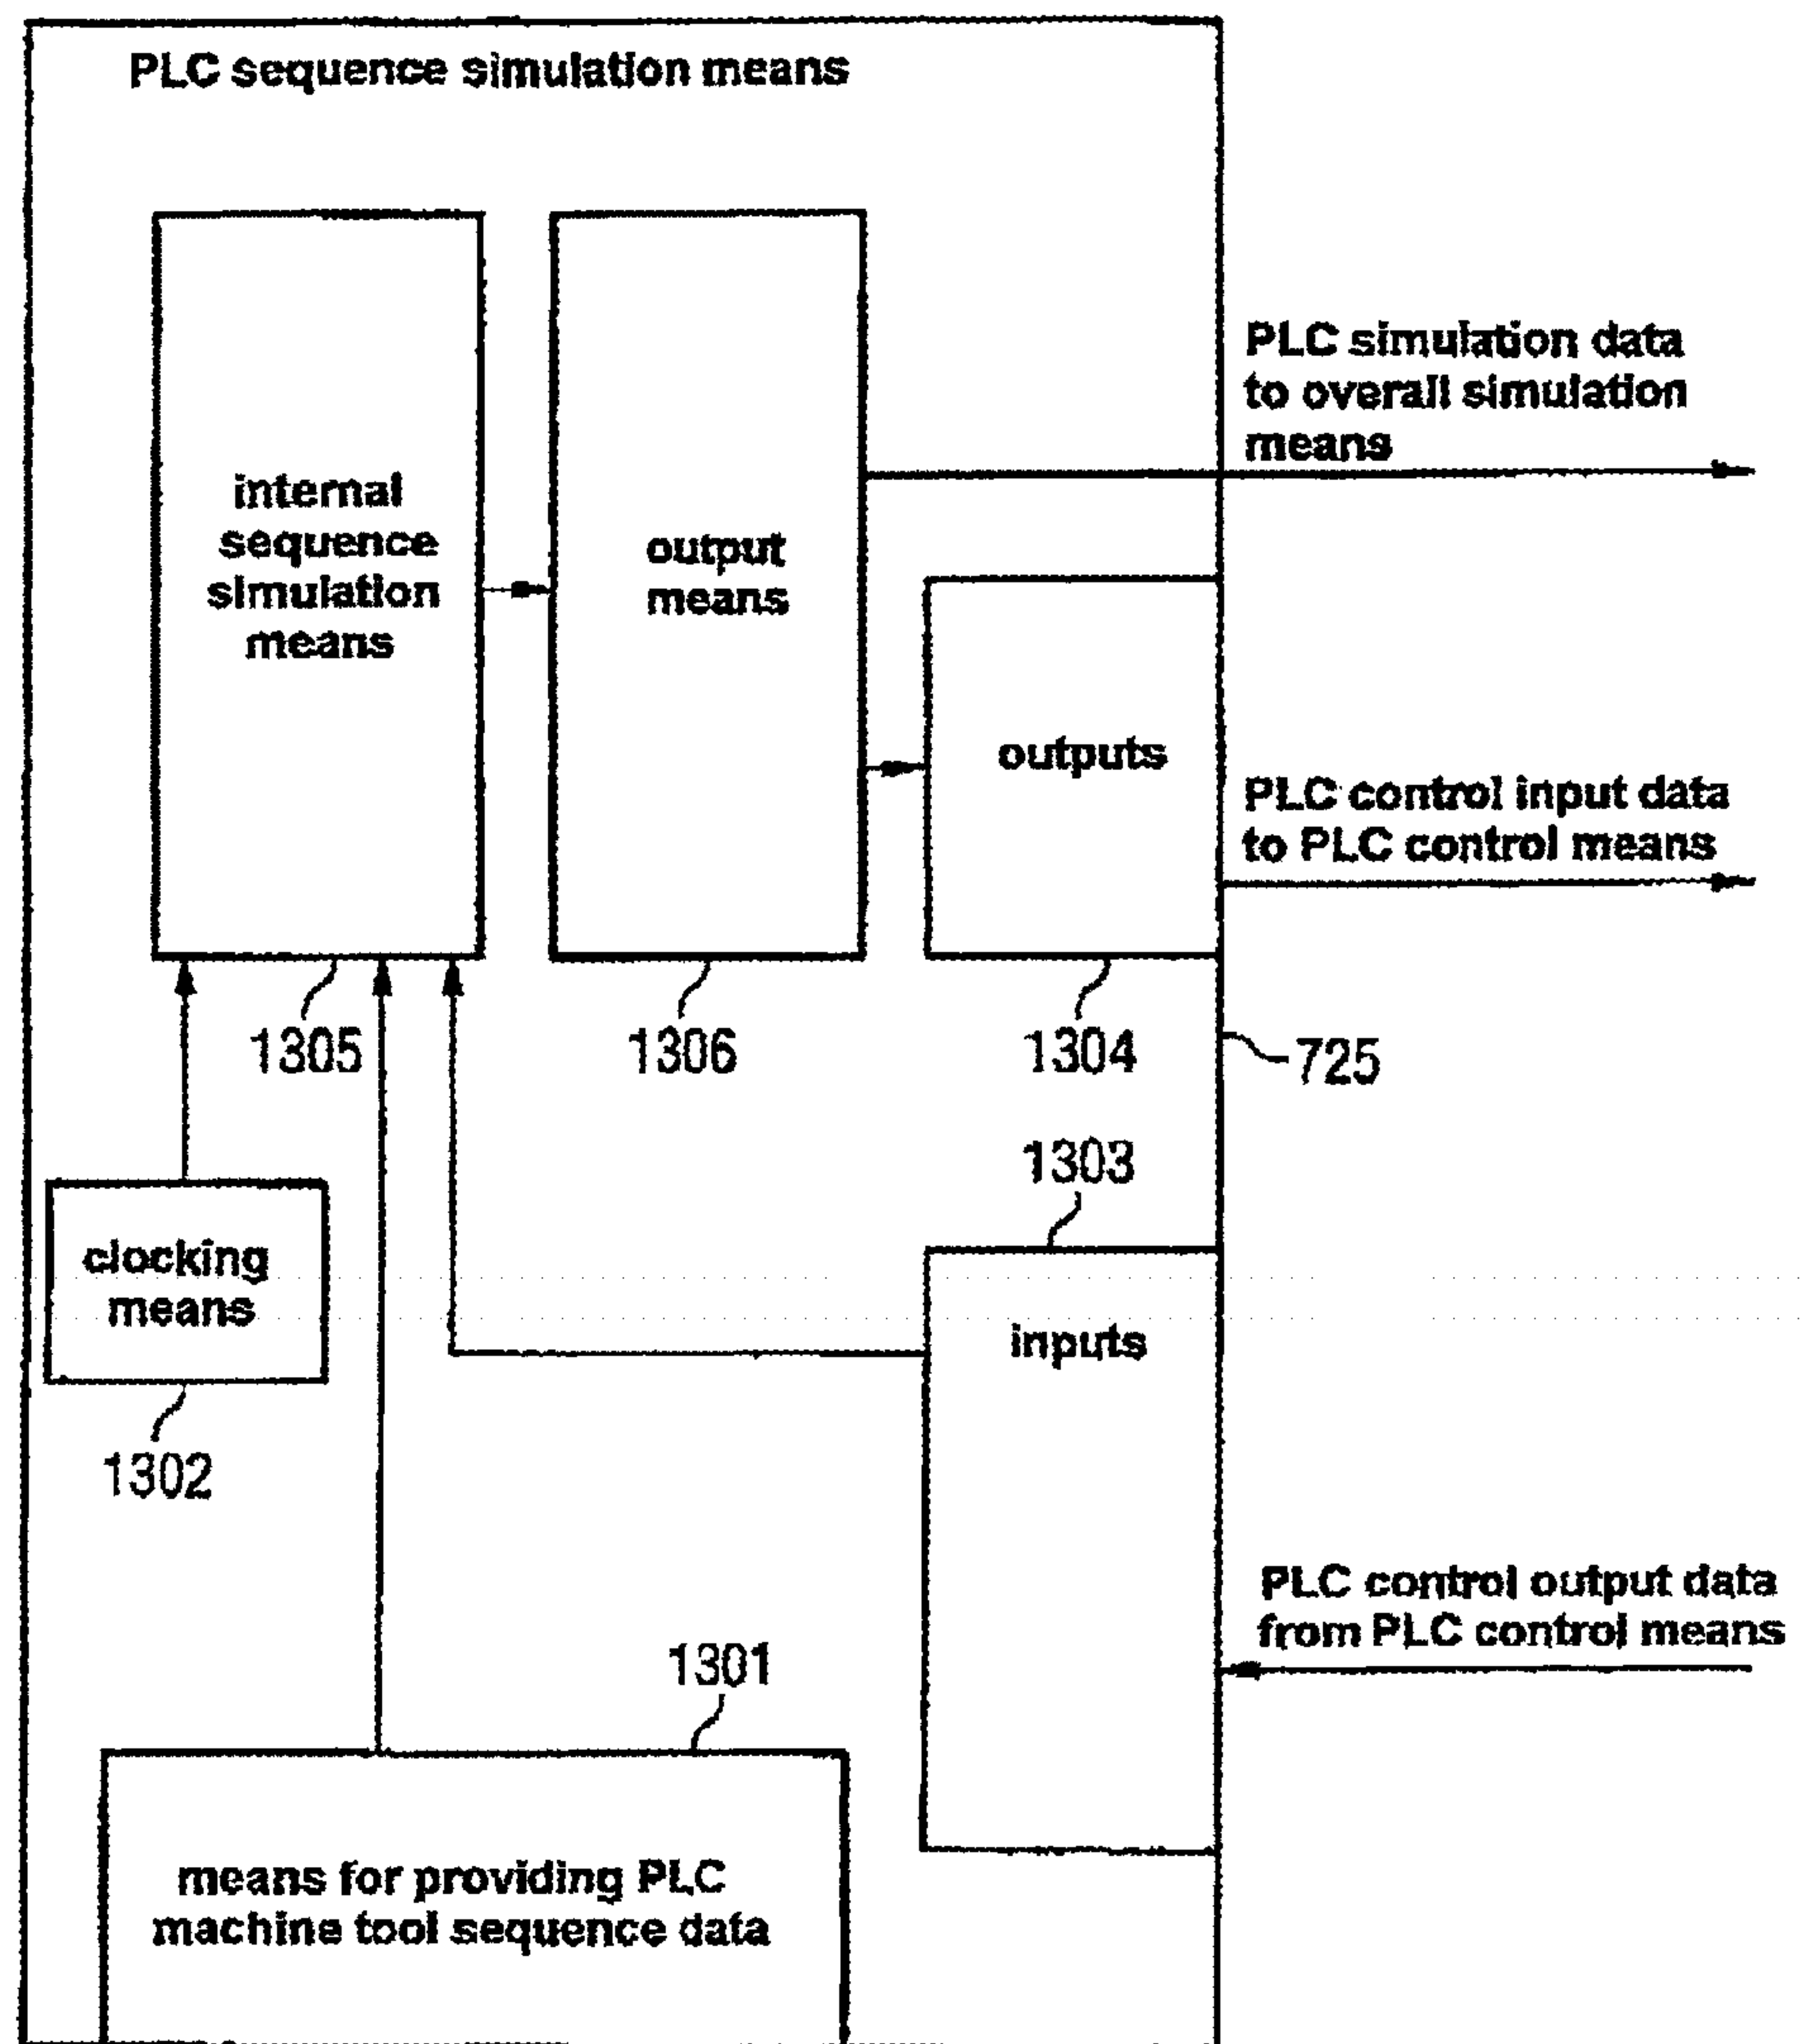 PLC sequence simulation means
internal
sequence
simulation
means
output
means
PLC simulation data
to overall simulation
means
outputs
PLC control input data
to PLC control means
1305
1306
1304
725
1303
clocking
means
inputs
1302
PLC control output data
from PLC control means
1301
means for providing PLC
machine tool sequence data